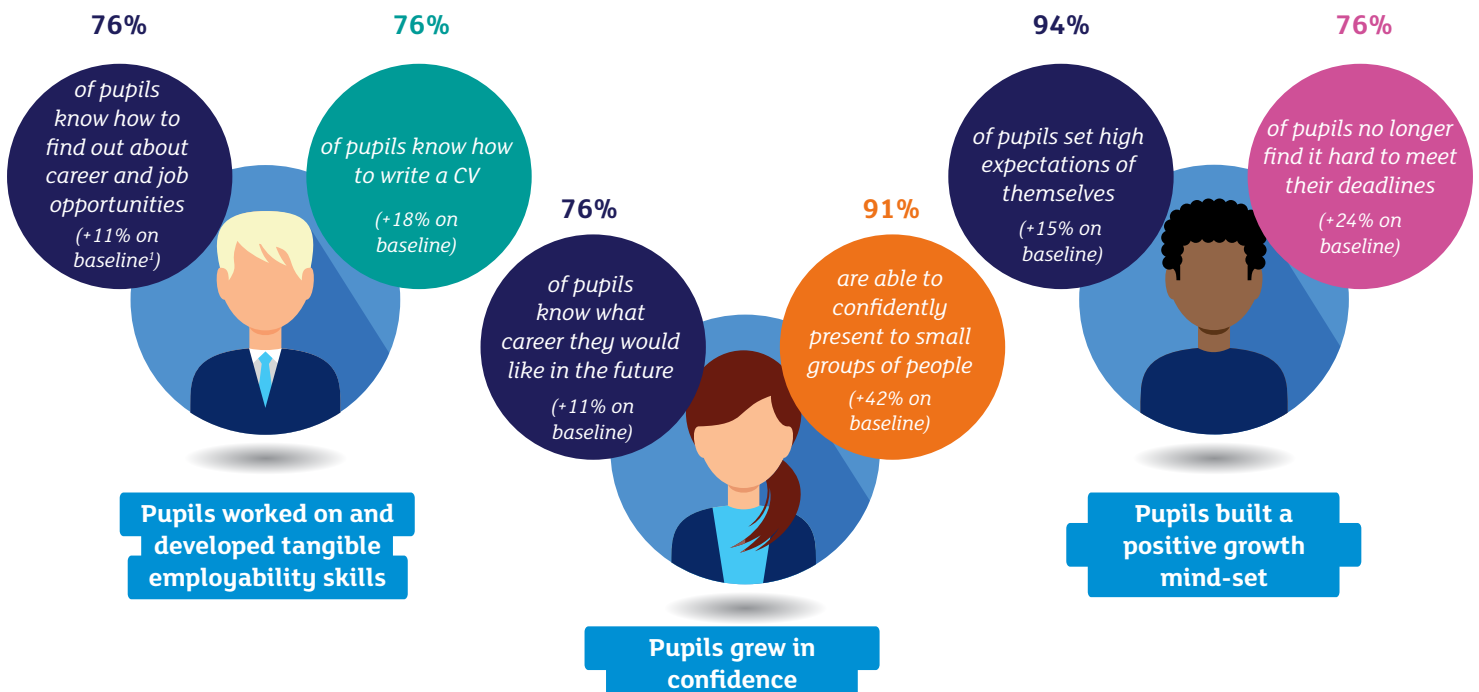 76%
of pupils
know how to
find out about
career and job
opportunities
(+11% on
baseline¹)
76%
of pupils know how
to write a CV
(+18% on
baseline)
Pupils worked on and
developed tangible
employability skills
76%
of pupils
know what
career they would
like in the future
(+11% on
baseline)
91%
are able to
confidently
present to small
groups of people
(+42% on
baseline)
Pupils grew in
confidence
94%
of pupils set high
expectations of
themselves
(+15% on
baseline)
76%
of pupils no longer
find it hard to meet
their deadlines
(+24% on
baseline)
Pupils built a
positive growth
mind-set